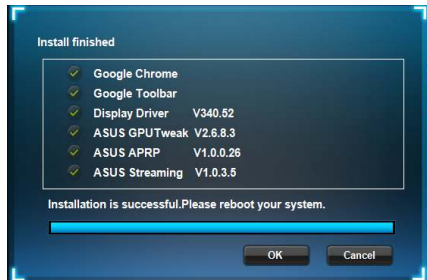 Install finished
Google Chrome
Google Toolbar
Display Driver V340.52
ASUS GPUTweak V2.6.8.3
ASUS APRP V1.0.0.26
ASUS Streaming V1.0.3.5
Installation is successful.Please reboot your system.
OK Cancel